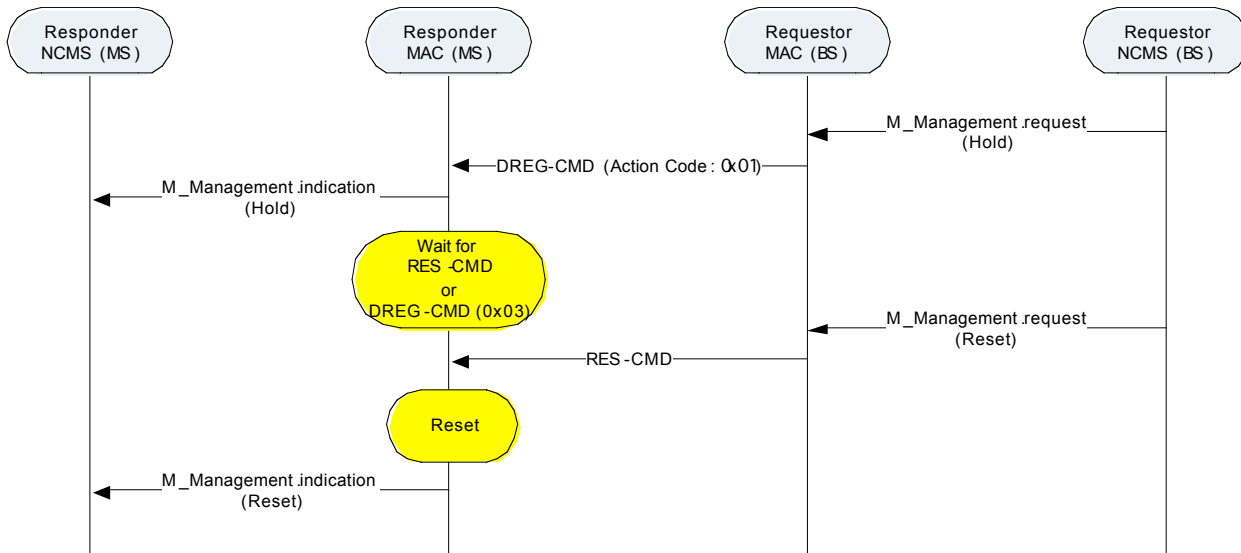 Responder
NCMS (MS)
Responder
MAC (MS)
Requestor
MAC (BS)
Requestor
NCMS (BS)
M_Management.request
(Hold)
DREG-CMD (Action Code: 0x01)
M_Management.indication
(Hold)
Wait for
RES-CMD
or
DREG-CMD (0x03)
M_Management.request
(Reset)
RES-CMD
Reset
M_Management.indication
(Reset)